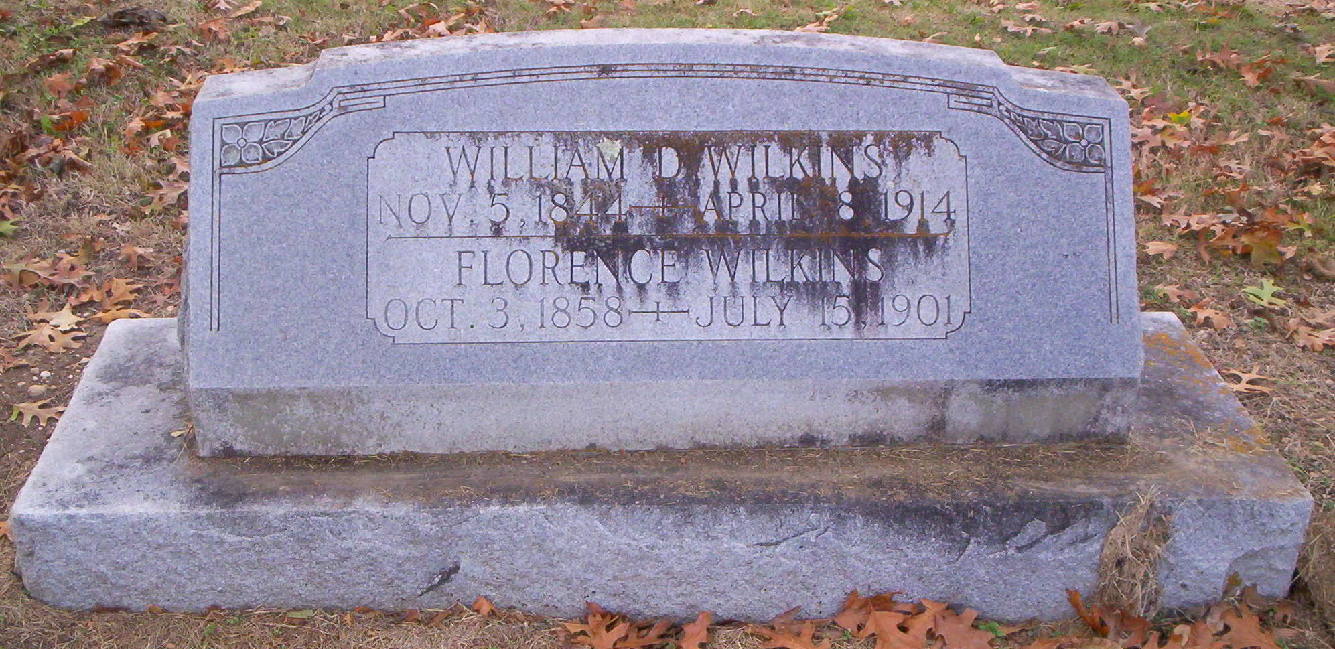 WILLIAM D. WILKINS
NOV. 5, 1844 + APRIL 8, 1914
FLORENCE WILKINS
OCT. 3, 1858 + JULY 15, 1901